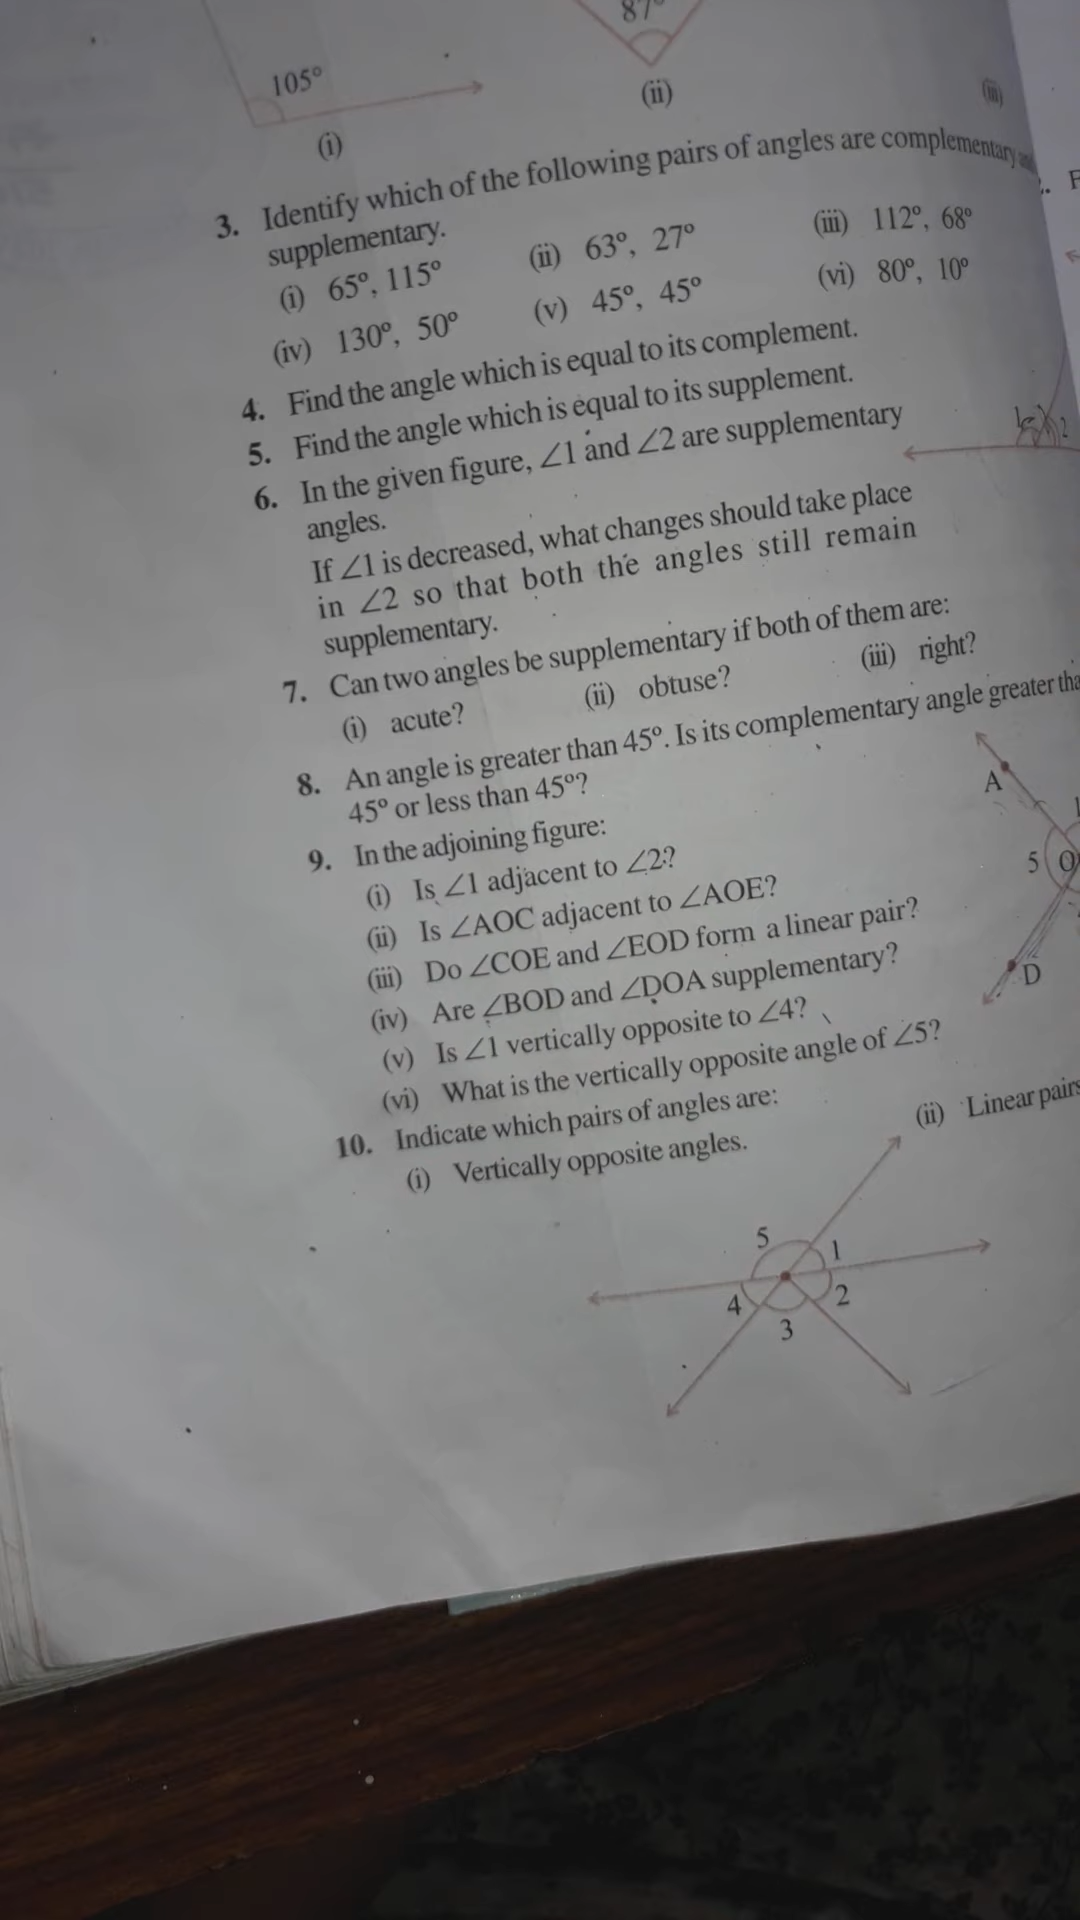 87°
105°
(i)
(ii)
(iii)
3. Identify which of the following pairs of angles are complementary
supplementary.
(i) 65°, 115° (ii) 63°, 27° (iii) 112°, 68°
(iv) 130°, 50° (v) 45°, 45° (vi) 80°, 10°
4. Find the angle which is equal to its complement.
5. Find the angle which is equal to its supplement.
6. In the given figure, ∠1 and ∠2 are supplementary
angles.
If ∠1 is decreased, what changes should take place
in ∠2 so that both the angles still remain
supplementary.
2
7. Can two angles be supplementary if both of them are:
(i) acute? (ii) obtuse? (iii) right?
8. An angle is greater than 45°. Is its complementary angle greater
45° or less than 45°?
9. In the adjoining figure:
(i) Is ∠1 adjacent to ∠2?
(ii) Is ∠AOC adjacent to ∠AOE?
(iii) Do ∠COE and ∠EOD form a linear pair?
(iv) Are ∠BOD and ∠DOA supplementary?
(v) Is ∠1 vertically opposite to ∠4?
(vi) What is the vertically opposite angle of ∠5?
A
5 O
D
10. Indicate which pairs of angles are:
(i) Vertically opposite angles. (ii) Linear pairs
5
1
4
2
3